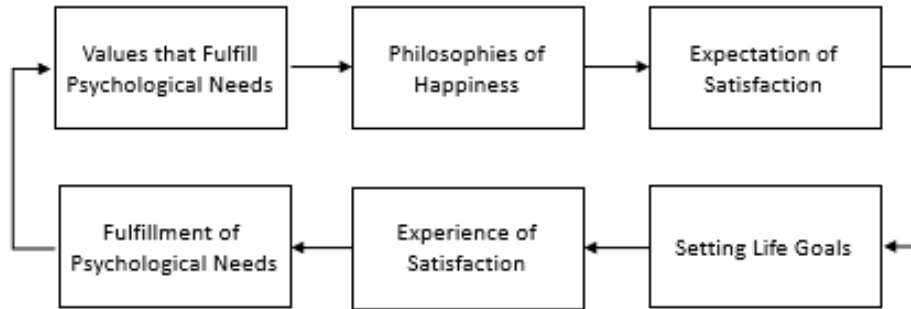 Values that Fulfill
Psychological Needs
Philosophies of
Happiness
Expectation of
Satisfaction
Fulfillment of
Psychological Needs
Experience of
Satisfaction
Setting Life Goals